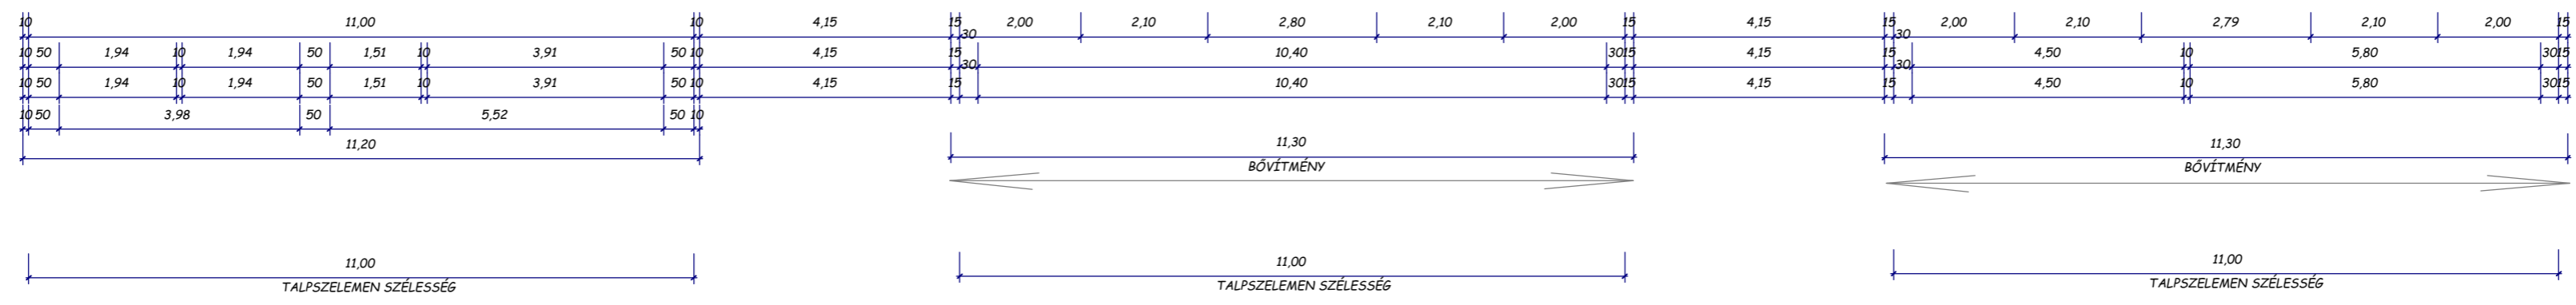 10 11,00 10 4,15 15 2,00 2,10 2,80 2,10 2,00 15 4,15 15 2,00 2,10 2,79 2,10 2,00 15
30 30
10 50 1,94 10 1,94 50 1,51 10 3,91 50 10 4,15 15 10,40 30 15 4,15 15 4,50 10 5,80 30 15
30 30
10 50 1,94 10 1,94 50 1,51 10 3,91 50 10 4,15 15 10,40 30 15 4,15 15 4,50 10 5,80 30 15
10 50 3,98 50 5,52 50 10
11,20 11,30 11,30
BŐVÍTMÉNY BŐVÍTMÉNY
11,00 11,00 11,00
TALPSZELEMEN SZÉLESSÉG TALPSZELEMEN SZÉLESSÉG TALPSZELEMEN SZÉLESSÉG